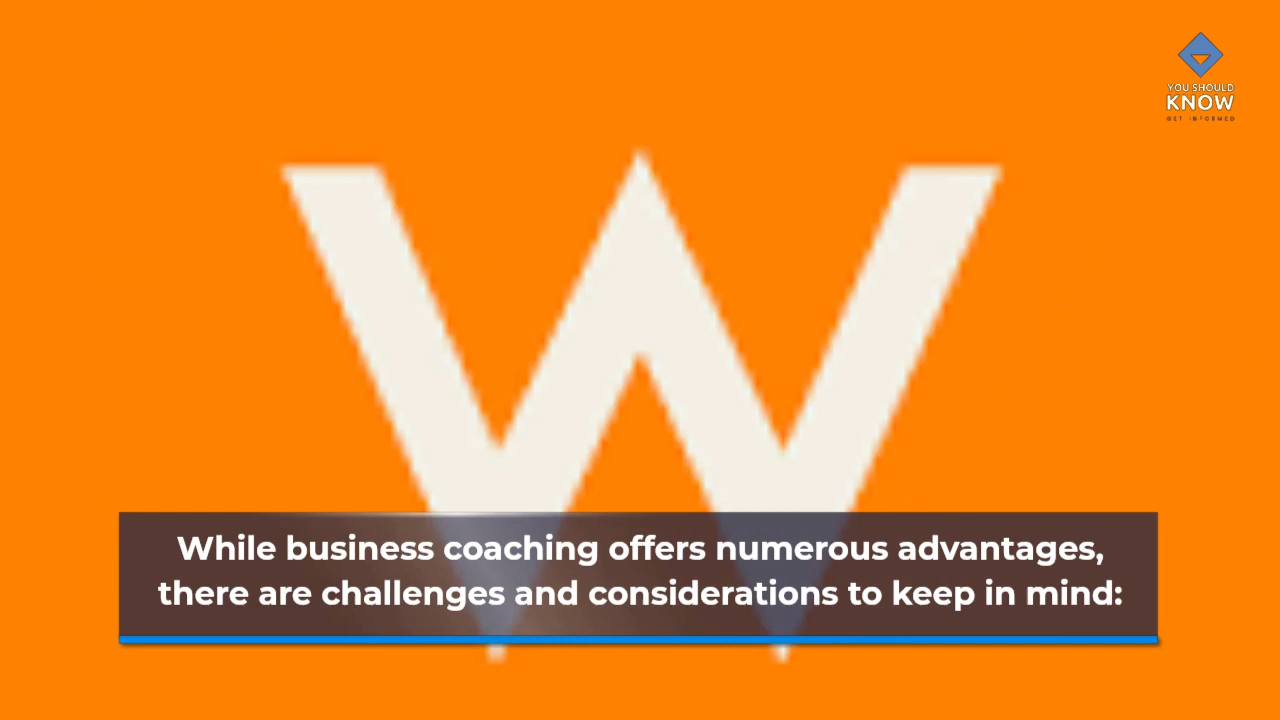 YOU SHOULD
KNOW
GET INFORMED
W
While business coaching offers numerous advantages,
there are challenges and considerations to keep in mind: